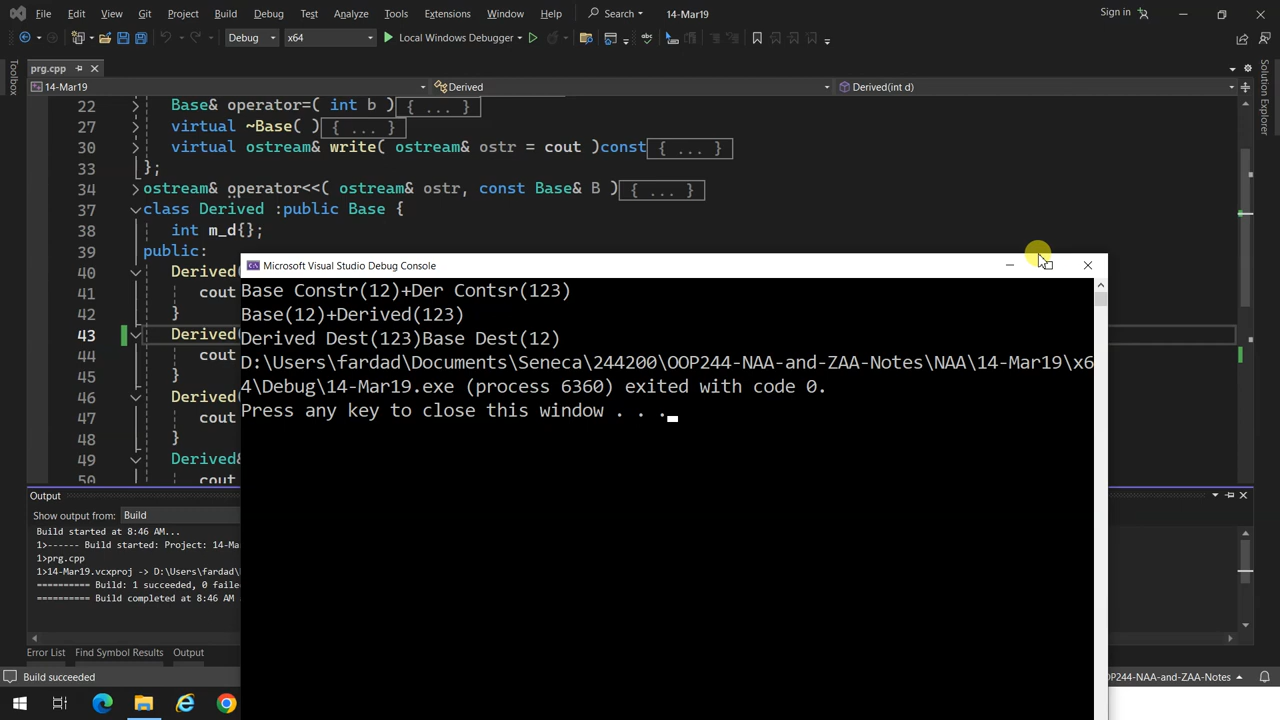 File Edit View Git Project Build Debug Test Analyze Tools Extensions Window Help Search 14-Mar19 Sign in
Debug x64 Local Windows Debugger
prg.cpp
14-Mar19 Derived Derived(int d)
Toolbox
Solution Explorer
22 Base& operator=( int b ){ ... }
27 virtual ~Base( ){ ... }
30 virtual ostream& write( ostream& ostr = cout )const{ ... }
33 };
34 ostream& operator<<( ostream& ostr, const Base& B ){ ... }
37 class Derived :public Base {
38 int m_d{};
39 public:
40 Derived
41 cout
42 }
43 Derived(
44 cout
45 }
46 Derived(
47 cout
48 }
49 Derived&
50 cout
Microsoft Visual Studio Debug Console
Base Constr(12)+Der Contsr(123)
Base(12)+Derived(123)
Derived Dest(123)Base Dest(12)
D:\Users\fardad\Documents\Seneca\244200\OOP244-NAA-and-ZAA-Notes\NAA\14-Mar19\x6
4\Debug\14-Mar19.exe (process 6360) exited with code 0.
Press any key to close this window . . .
Output
Show output from: Build
Build started at 8:46 AM...
1>------ Build started: Project: 14-Mar
1>prg.cpp
1>14-Mar19.vcxproj -> D:\Users\fardad\
========== Build: 1 succeeded, 0 faile
========== Build completed at 8:46 AM
Error List Find Symbol Results Output
Build succeeded OP244-NAA-and-ZAA-Notes